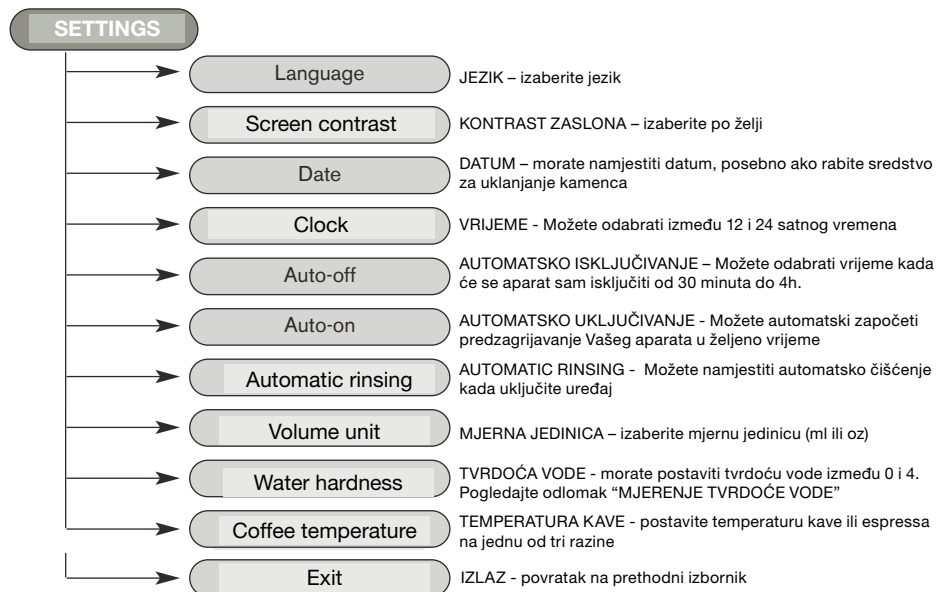 SETTINGS
Language
JEZIK – izaberite jezik
Screen contrast
KONTRAST ZASLONA – izaberite po želji
Date
DATUM – morate namjestiti datum, posebno ako rabite sredstvo
za uklanjanje kamenca
Clock
VRIJEME - Možete odabrati između 12 i 24 satnog vremena
Auto-off
AUTOMATSKO ISKLJUČIVANJE – Možete odabrati vrijeme kada
će se aparat sam isključiti od 30 minuta do 4h.
Auto-on
AUTOMATSKO UKLJUČIVANJE - Možete automatski započeti
predzagrijavanje Vašeg aparata u željeno vrijeme
Automatic rinsing
AUTOMATIC RINSING - Možete namjestiti automatsko čišćenje
kada uključite uređaj
Volume unit
MJERNA JEDINICA – izaberite mjernu jedinicu (ml ili oz)
Water hardness
TVRDOĆA VODE - morate postaviti tvrdoću vode između 0 i 4.
Pogledajte odlomak “MJERENJE TVRDOĆE VODE”
Coffee temperature
TEMPERATURA KAVE - postavite temperaturu kave ili espressa
na jednu od tri razine
Exit
IZLAZ - povratak na prethodni izbornik